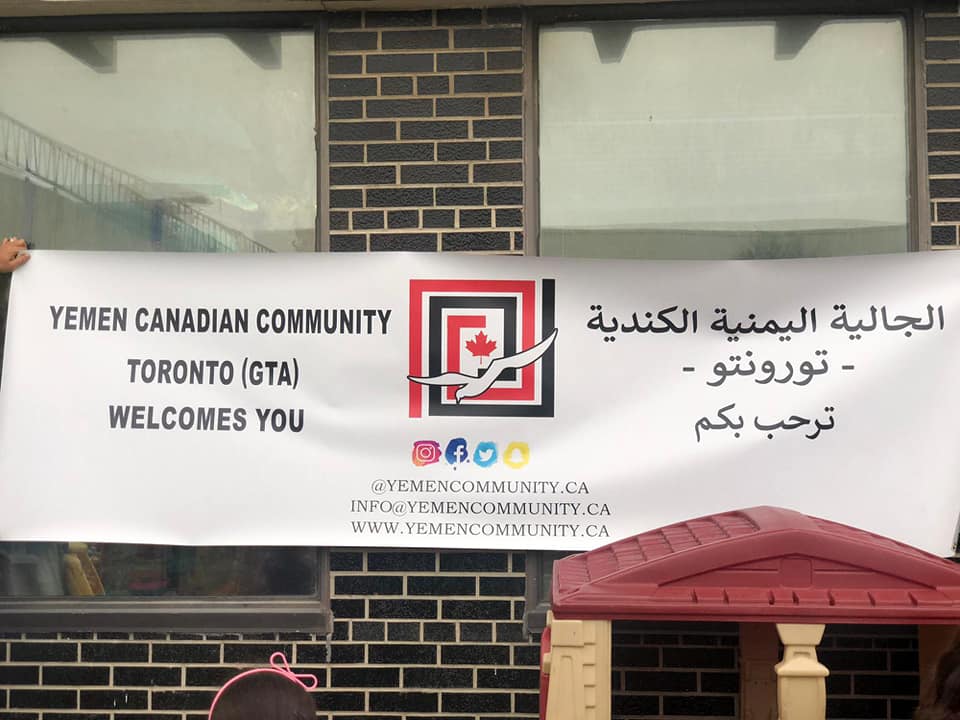 YEMEN CANADIAN COMMUNITY
TORONTO (GTA)
WELCOMES YOU
الجالية اليمنية الكندية
- تورونتو -
ترحب بكم
@YEMENCOMMUNITY.CA
INFO@YEMENCOMMUNITY.CA
WWW.YEMENCOMMUNITY.CA